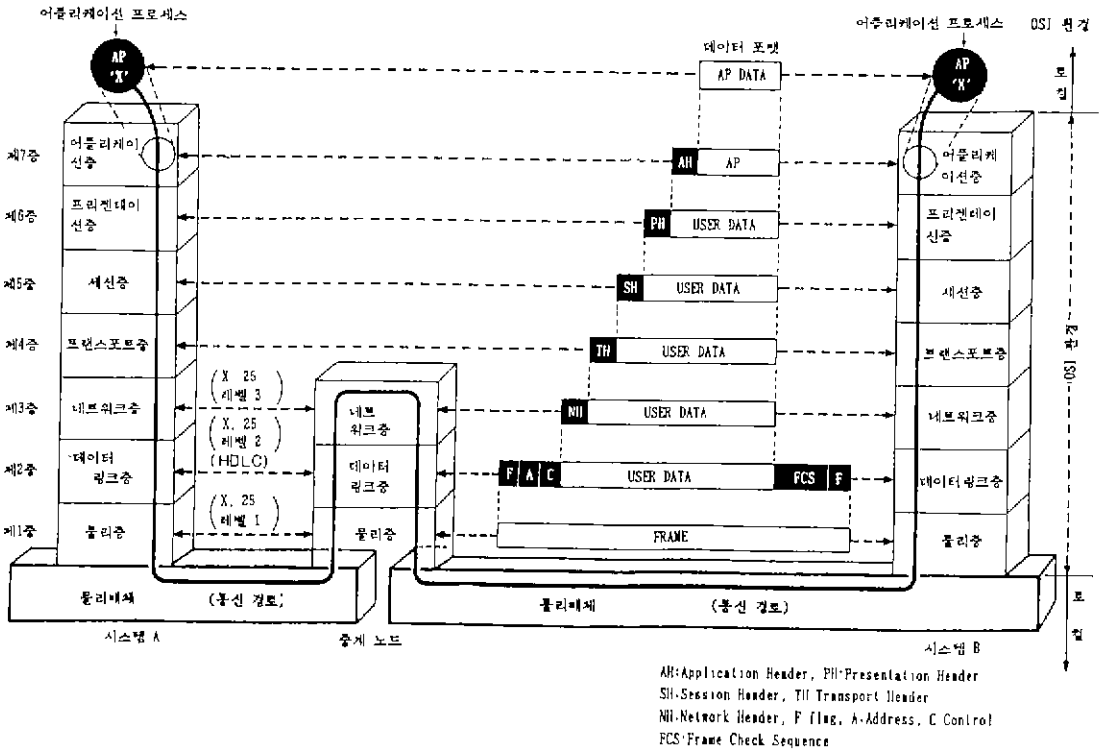 어플리케이션 프로세스
어플리케이션 프로세스
OSI 환경
데이터 포맷
AP
'X'
AP DATA
AP
'X'
제7층
어플리케이
션층
AH
AP
어플리케
이션층
제6층
프리젠테이
션층
PH
USER DATA
프리젠테이
션층
제5층
세션층
SH
USER DATA
세션층
제4층
트랜스포트층
TH
USER DATA
트랜스포트층
제3층
네트워크층
(X. 25
레벨 3)
네트
워크층
NH
USER DATA
네트워크층
제2층
데이터
링크층
(X. 25
레벨 2)
(HDLC)
데이터
링크층
F A C
USER DATA
FCS F
데이터링크층
제1층
물리층
(X. 25
레벨 1)
물리층
FRAME
물리층
OSI 환경
물리매체
(통신 경로)
물리매체
(통신 경로)
시스템 A
중계 노드
시스템 B
AH:Application Header, PH:Presentation Header
SH.Session Header, TH Transport Header
NH.Network Header, F flag, A.Address, C Control
FCS:Frame Check Sequence